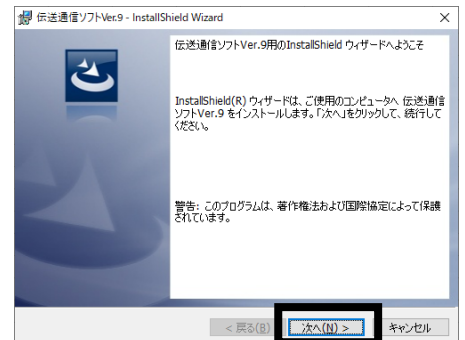 伝送通信ソフトVer.9 - InstallShield Wizard
伝送通信ソフトVer.9用のInstallShield ウィザードへようこそ
InstallShield(R) ウィザードは、ご使用のコンピュータへ 伝送通信
ソフトVer.9 をインストールします。「次へ」をクリックして、続行して
ください。
警告: このプログラムは、著作権法および国際協定によって保護
されています。
< 戻る(B)
次へ(N) >
キャンセル